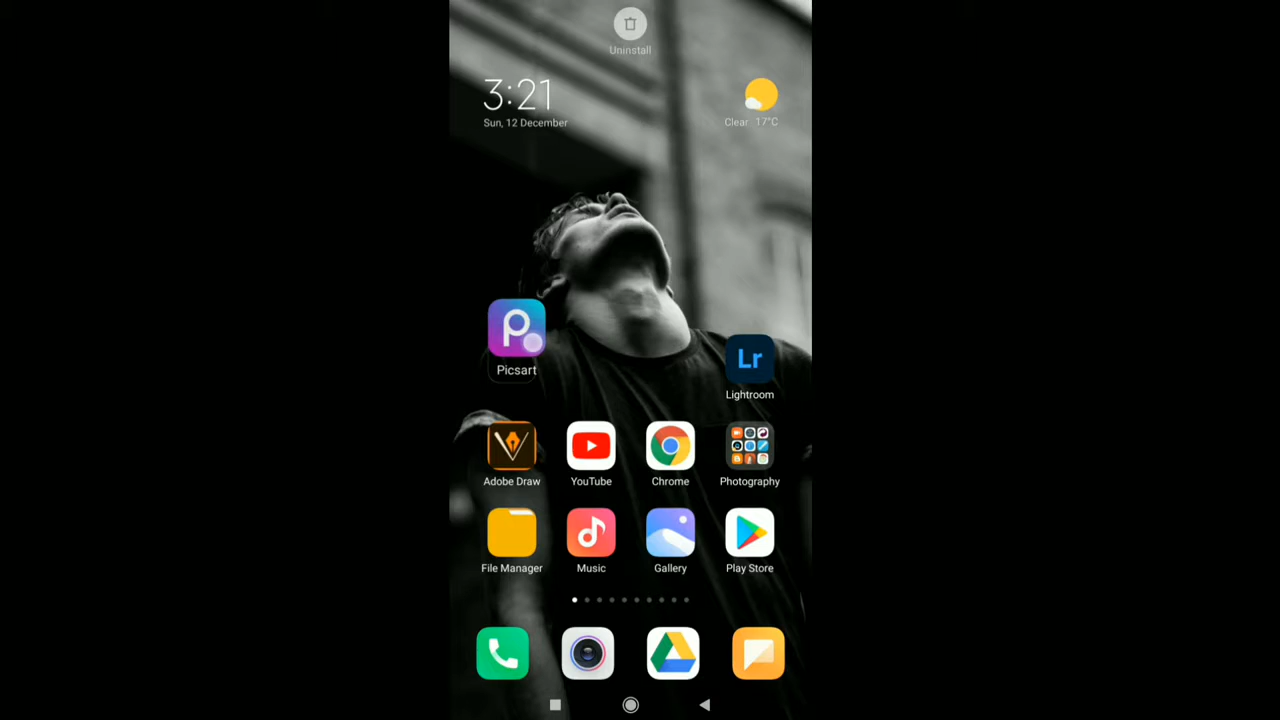 Uninstall
3:21
Sun, 12 December
Clear 17°C
Picsart
Lr
Lightroom
Adobe Draw
YouTube
Chrome
Photography
File Manager
Music
Gallery
Play Store